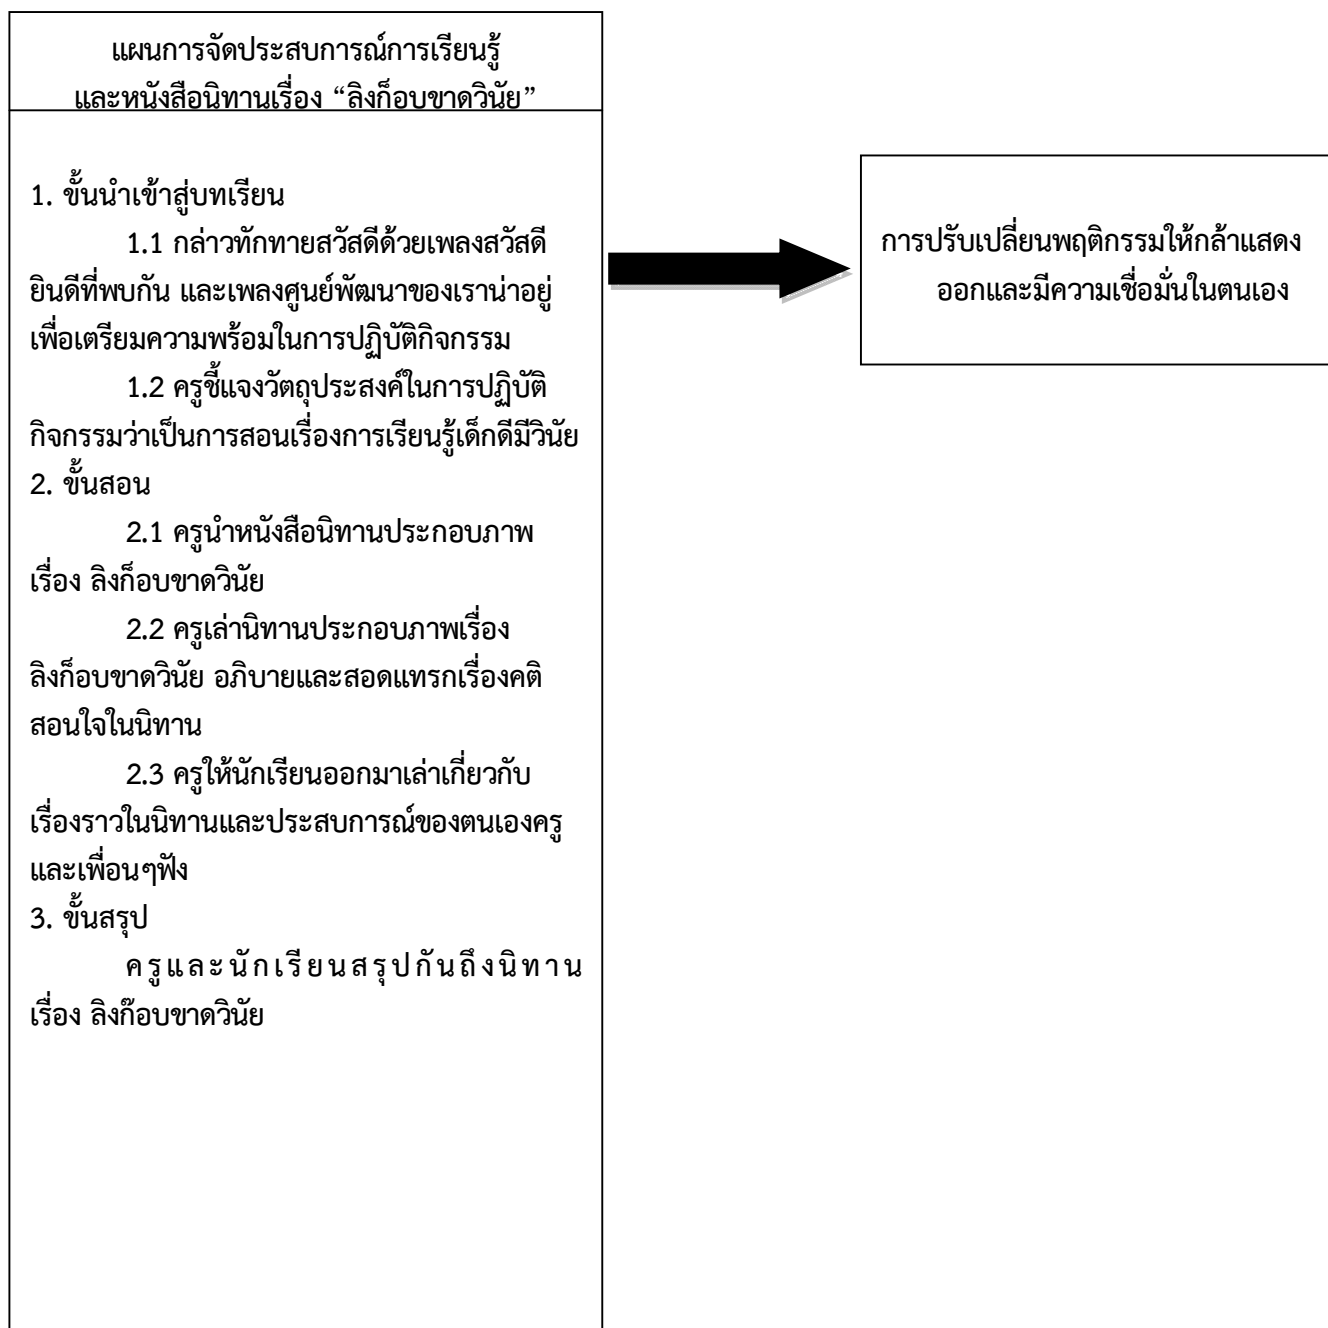 แผนการจัดประสบการณ์การเรียนรู้
และหนังสือนิทานเรื่อง “ลิงก็อบขาดวินัย”
1. ขั้นนำเข้าสู่บทเรียน
1.1 กล่าวทักทายสวัสดีด้วยเพลงสวัสดี
ยินดีที่พบกัน และเพลงศูนย์พัฒนาของเราน่าอยู่
เพื่อเตรียมความพร้อมในการปฏิบัติกิจกรรม
1.2 ครูชี้แจงวัตถุประสงค์ในการปฏิบัติ
กิจกรรมว่าเป็นการสอนเรื่องการเรียนรู้เด็กดีมีวินัย
2. ขั้นสอน
2.1 ครูนำหนังสือนิทานประกอบภาพ
เรื่อง ลิงก็อบขาดวินัย
2.2 ครูเล่านิทานประกอบภาพเรื่อง
ลิงก็อบขาดวินัย อภิบายและสอดแทรกเรื่องคติ
สอนใจในนิทาน
2.3 ครูให้นักเรียนออกมาเล่าเกี่ยวกับ
เรื่องราวในนิทานและประสบการณ์ของตนเองครู
และเพื่อนๆฟัง
3. ขั้นสรุป
ครูและนักเรียนสรุปกันถึงนิทาน
เรื่อง ลิงก๊อบขาดวินัย
การปรับเปลี่ยนพฤติกรรมให้กล้าแสดง
ออกและมีความเชื่อมั่นในตนเอง